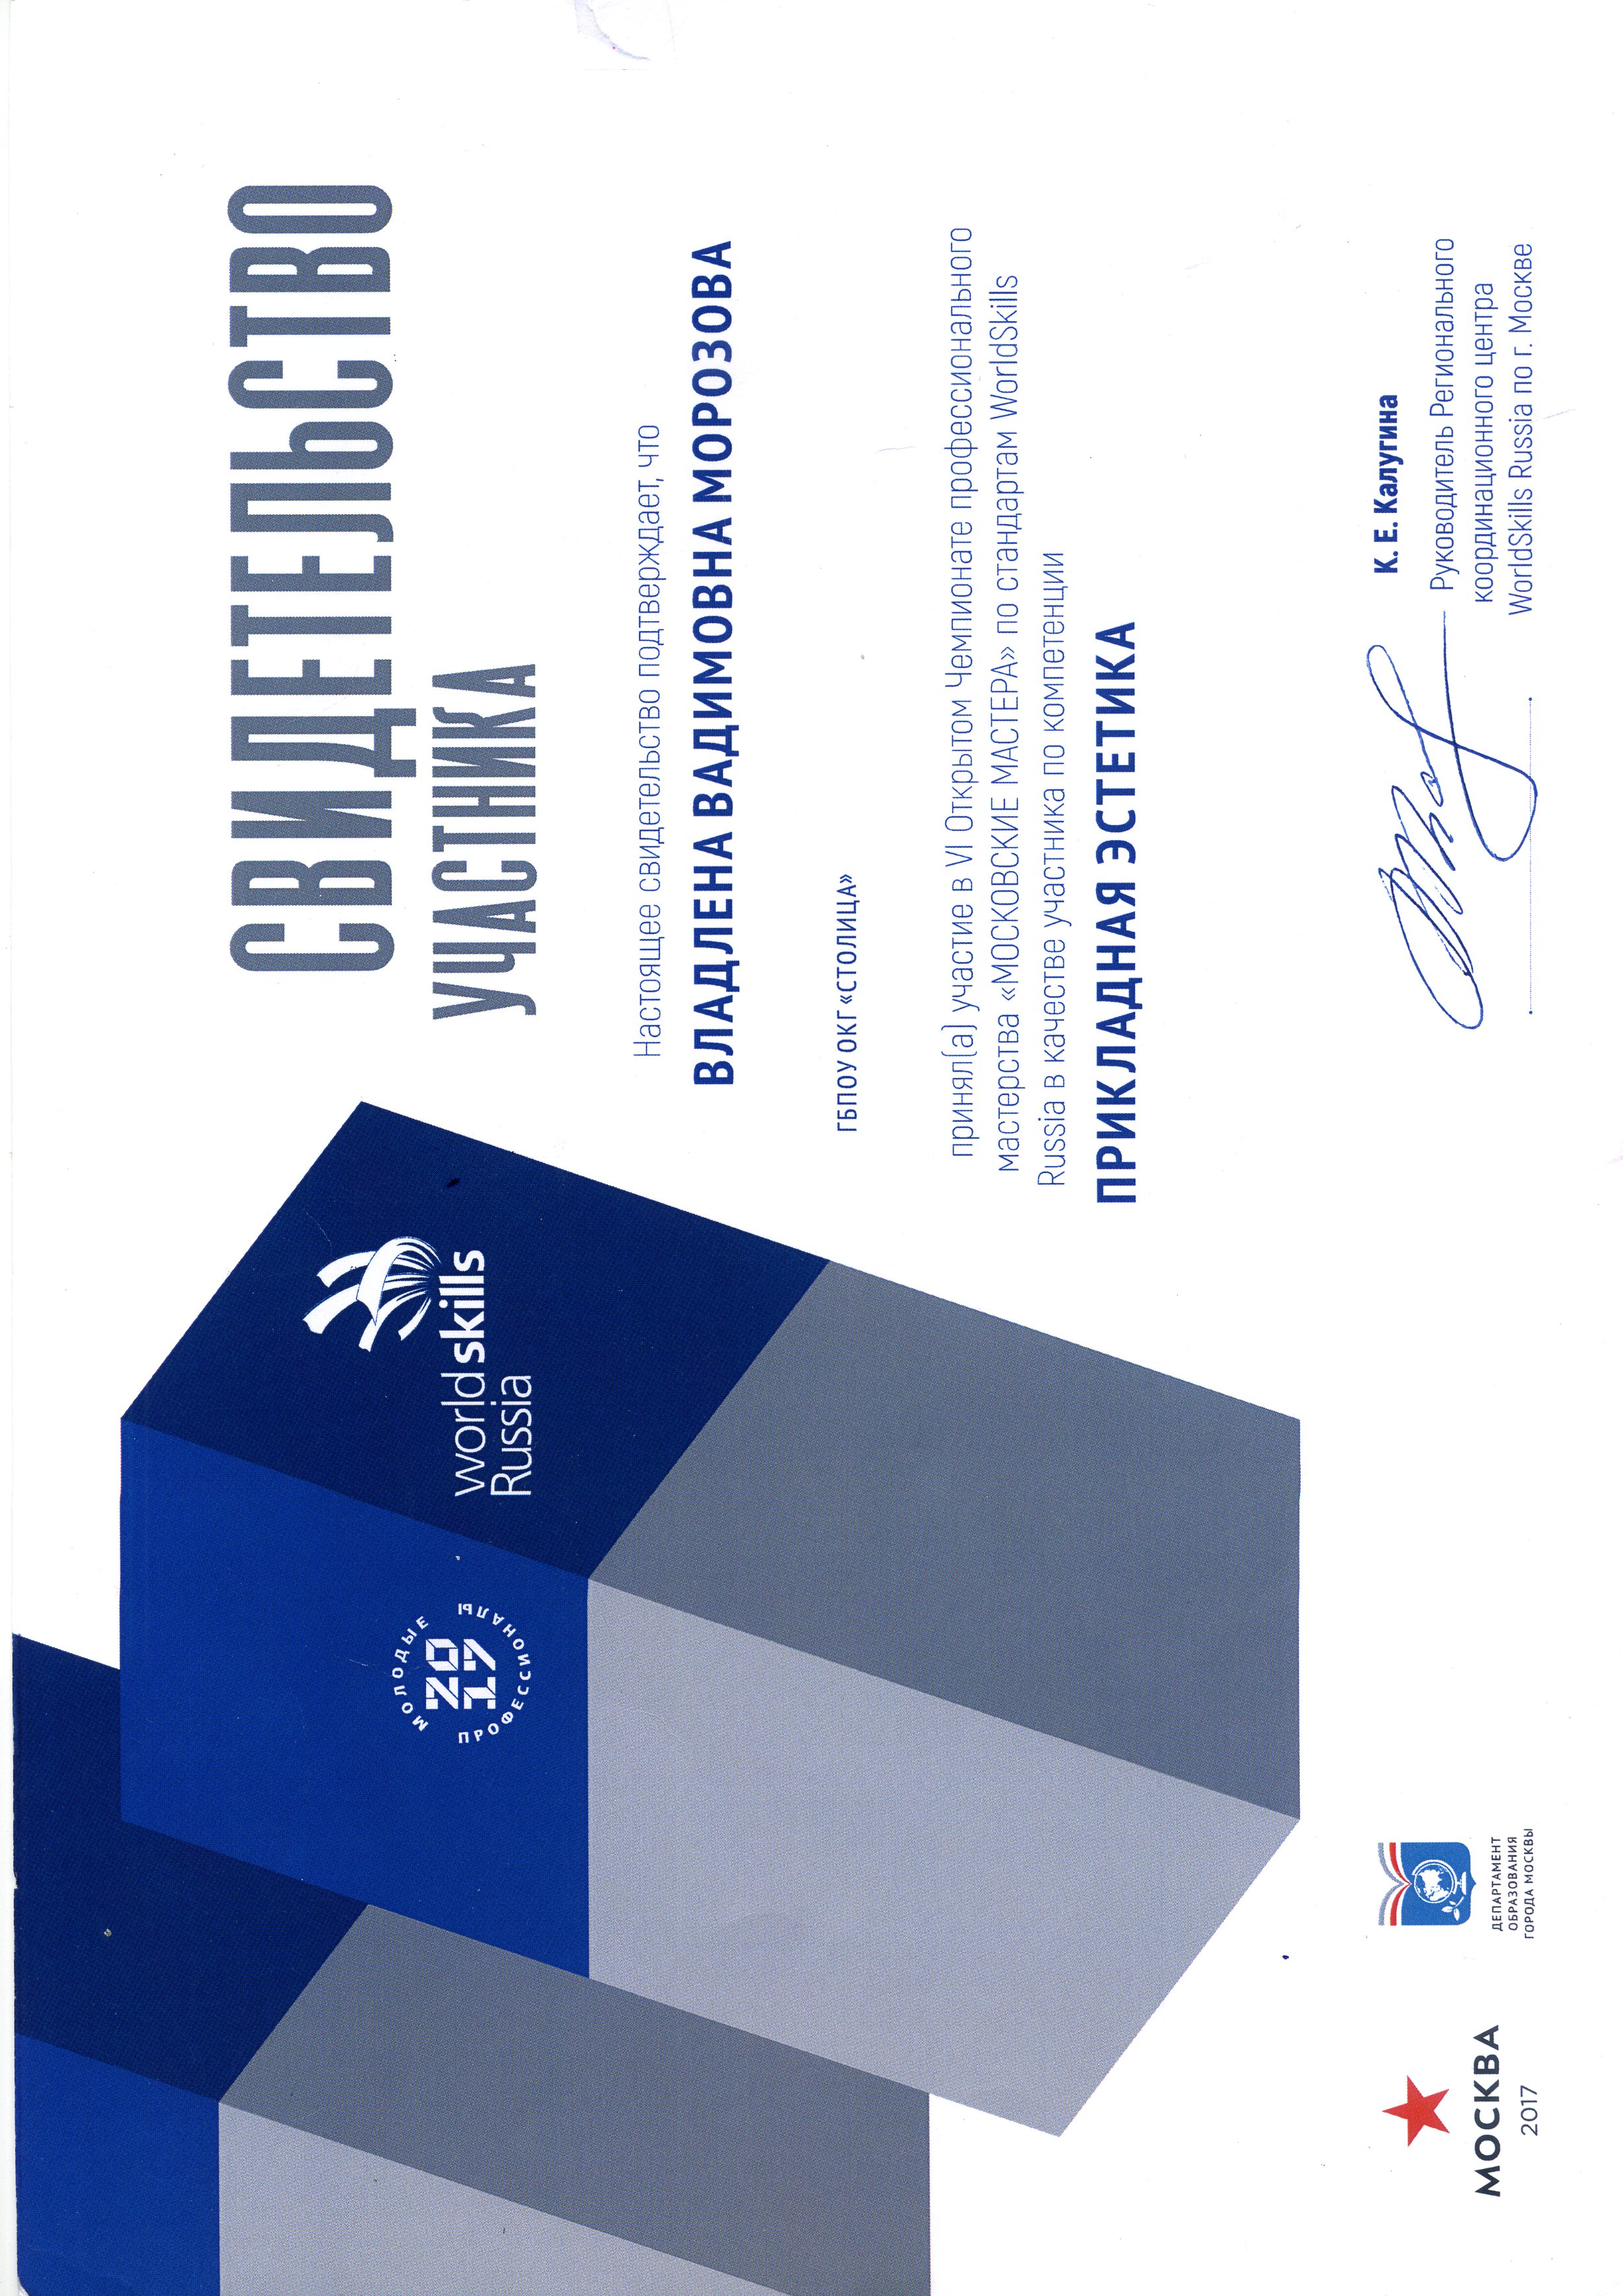 СВИДЕТЕЛЬСТВО
УЧАСТНИКА
Настоящее свидетельство подтверждает, что
ВЛАДЛЕНА ВАДИМОВНА МОРОЗОВА
ГБПОУ ОКГ «СТОЛИЦА»
принял(а) участие в VI Открытом Чемпионате профессионального
мастерства «МОСКОВСКИЕ МАСТЕРА» по стандартам WorldSkills
Russia в качестве участника по компетенции
ПРИКЛАДНАЯ ЭСТЕТИКА
МОЛОДЫЕ
2017
ПРОФЕССИОНАЛЫ
worldskills
Russia
К. Е. Калугина
Руководитель Регионального
координационного центра
WorldSkills Russia по г. Москве
МОСКВА
2017
ДЕПАРТАМЕНТ
ОБРАЗОВАНИЯ
ГОРОДА МОСКВЫ